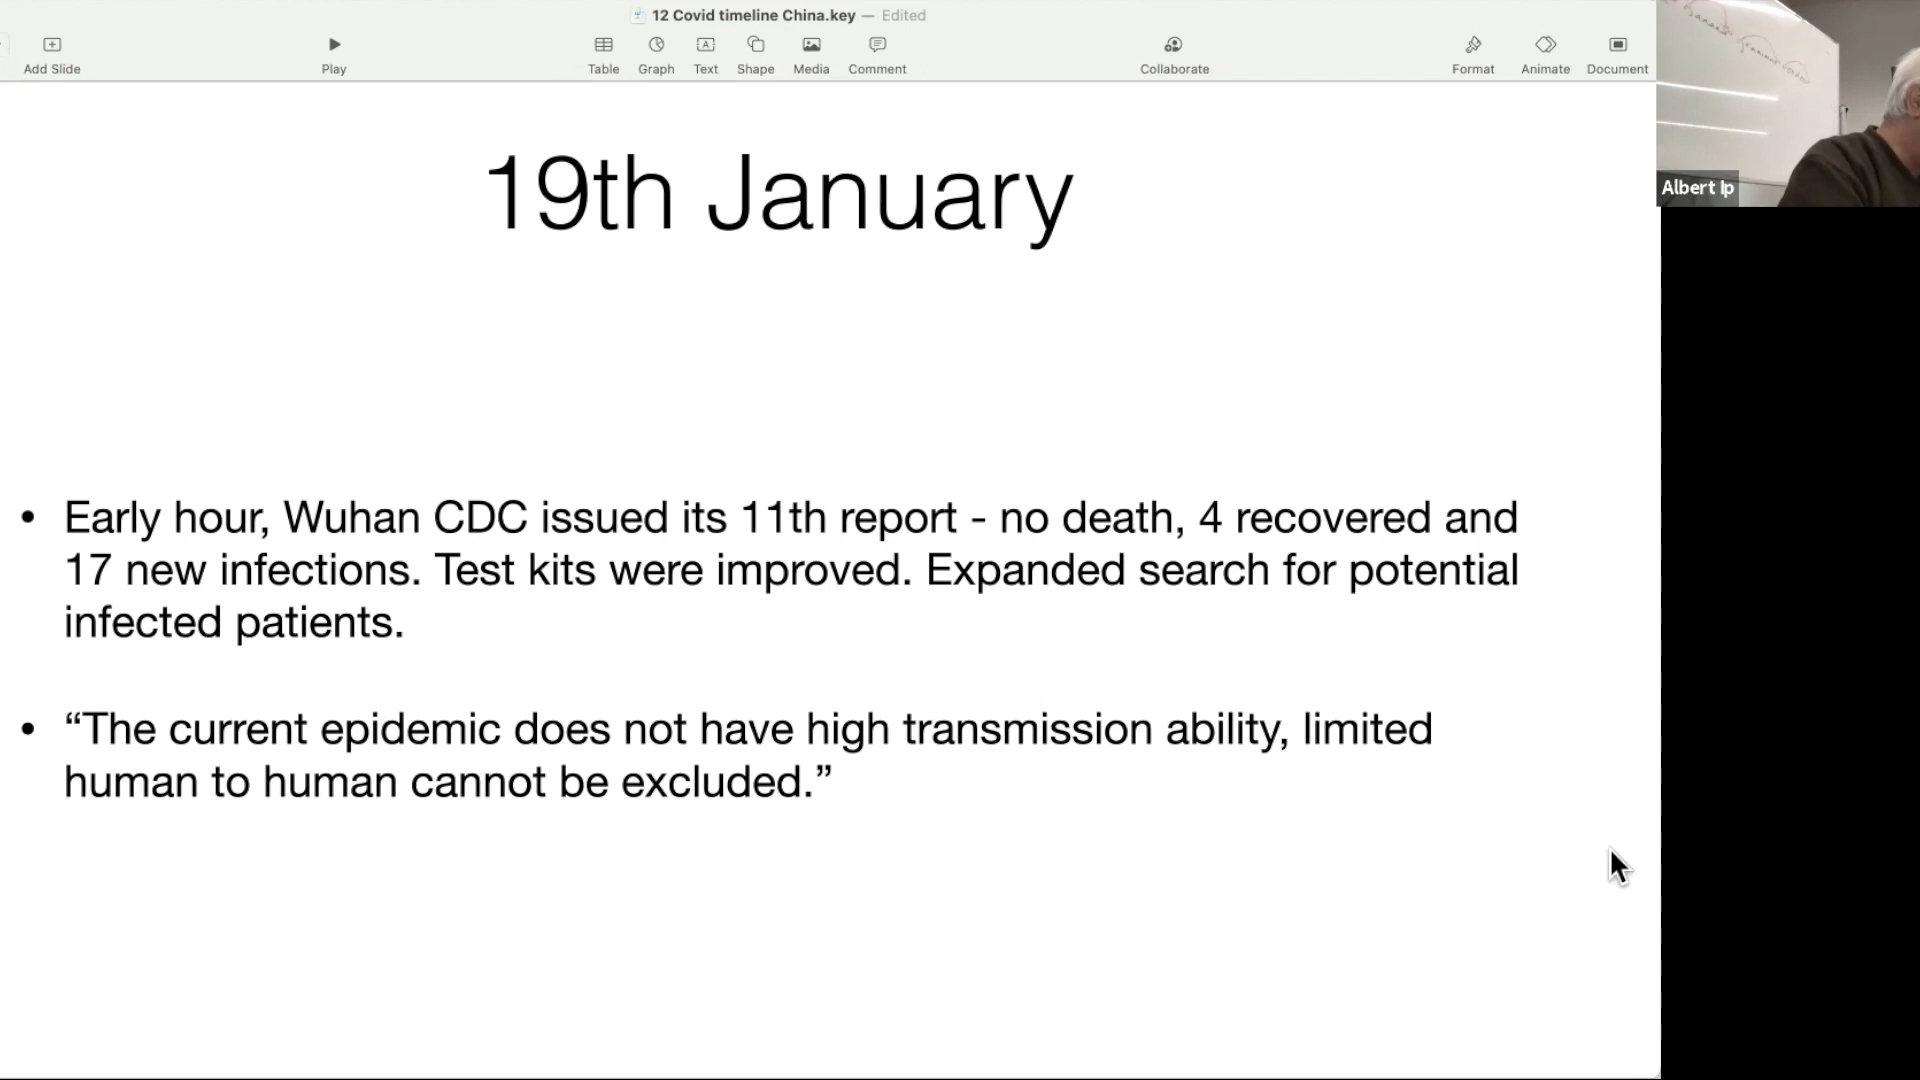 12 Covid timeline China.key — Edited
Add Slide
Play
Table
Graph
Text
Shape
Media
Comment
Collaborate
Format
Animate
Document
19th January
• Early hour, Wuhan CDC issued its 11th report - no death, 4 recovered and
17 new infections. Test kits were improved. Expanded search for potential
infected patients.
• “The current epidemic does not have high transmission ability, limited
human to human cannot be excluded.”
Albert Ip